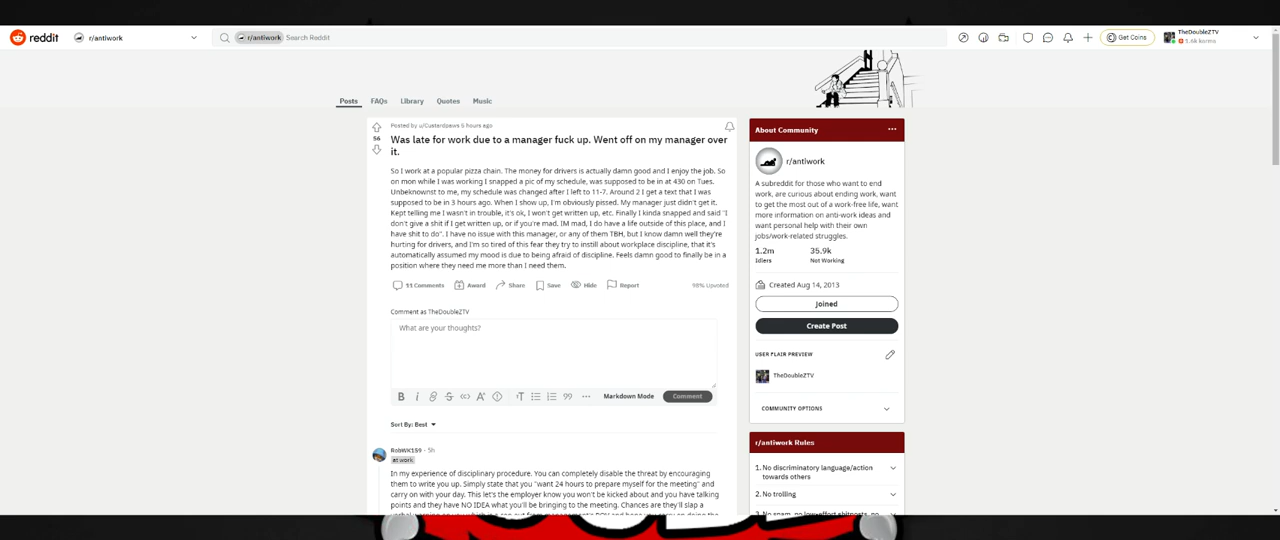 reddit
r/antiwork
r/antiwork Search Reddit
Get Coins
TheDoubleZTV
1.6k karma
Posts FAQs Library Quotes Music
Posted by u/Custardpaws 5 hours ago
56
Was late for work due to a manager fuck up. Went off on my manager over
it.
So I work at a popular pizza chain. The money for drivers is actually damn good and I enjoy the job. So
on mon while I was working I snapped a pic of my schedule, was supposed to be in at 430 on Tues.
Unbeknownst to me, my schedule was changed after I left to 11-7. Around 2 I get a text that I was
supposed to be in 3 hours ago. When I show up, I'm obviously pissed. My manager just didn't get it.
Kept telling me I wasn't in trouble, it's ok, I won't get written up, etc. Finally I kinda snapped and said "I
don't give a shit if I get written up, or if you're mad. IM mad, I do have a life outside of this place, and I
have shit to do". I have no issue with this manager, or any of them TBH, but I know damn well they're
hurting for drivers, and I'm so tired of this fear they try to instill about workplace discipline, that it's
automatically assumed my mood is due to being afraid of discipline. Feels damn good to finally be in a
position where they need me more than I need them.
11 Comments Award Share Save Hide Report 98% Upvoted
Comment as TheDoubleZTV
What are your thoughts?
Markdown Mode Comment
Sort By: Best
RobWK159 · 5h
at work
In my experience of disciplinary procedure. You can completely disable the threat by encouraging
them to write you up. Simply state that you "want 24 hours to prepare myself for the meeting" and
carry on with your day. This let's the employer know you won't be kicked about and you have talking
points and they have NO IDEA what you'll be bringing to the meeting. Chances are they'll slap a
About Community
r/antiwork
A subreddit for those who want to end
work, are curious about ending work, want
to get the most out of a work-free life, want
more information on anti-work ideas and
want personal help with their own
jobs/work-related struggles.
1.2m 35.9k
Idlers Not Working
Created Aug 14, 2013
Joined
Create Post
USER FLAIR PREVIEW
TheDoubleZTV
COMMUNITY OPTIONS
r/antiwork Rules
1. No discriminatory language/action
towards others
2. No trolling
3. No spam, no low-effort shitposts, no